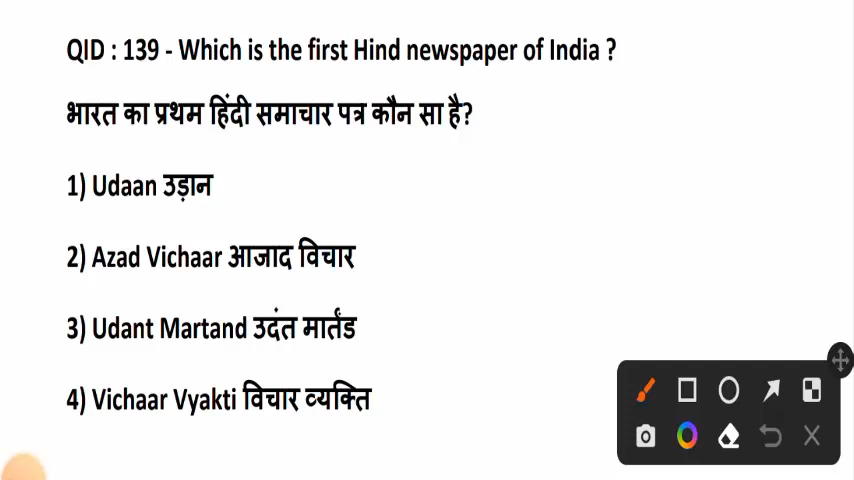 QID : 139 - Which is the first Hind newspaper of India ?
भारत का प्रथम हिंदी समाचार पत्र कौन सा है?
1) Udaan उड़ान
2) Azad Vichaar आजाद विचार
3) Udant Martand उदंत मार्तंड
4) Vichaar Vyakti विचार व्यक्ति